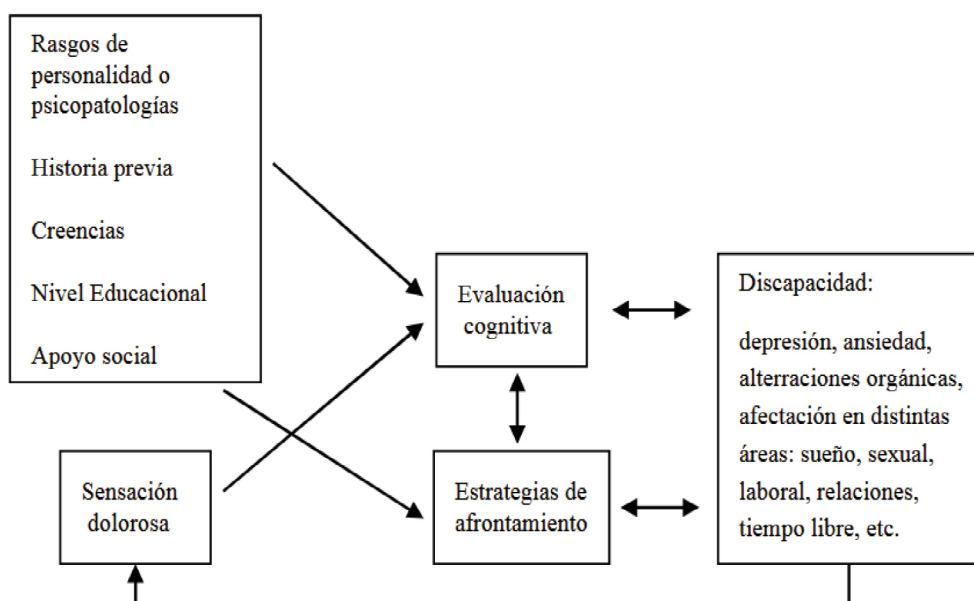 Rasgos de
personalidad o
psicopatologías
Historia previa
Creencias
Nivel Educacional
Apoyo social
Evaluación
cognitiva
Discapacidad:
depresión, ansiedad,
alterraciones orgánicas,
afectación en distintas
áreas: sueño, sexual,
laboral, relaciones,
tiempo libre, etc.
Sensación
dolorosa
Estrategias de
afrontamiento